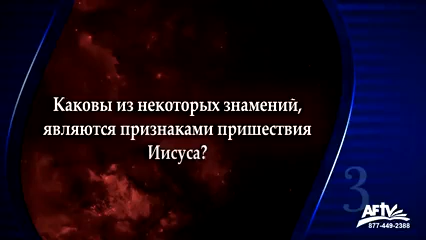 Каковы из некоторых знамений,
являются признаками пришествия
Иисуса?
3
AFTV
877-449-2388